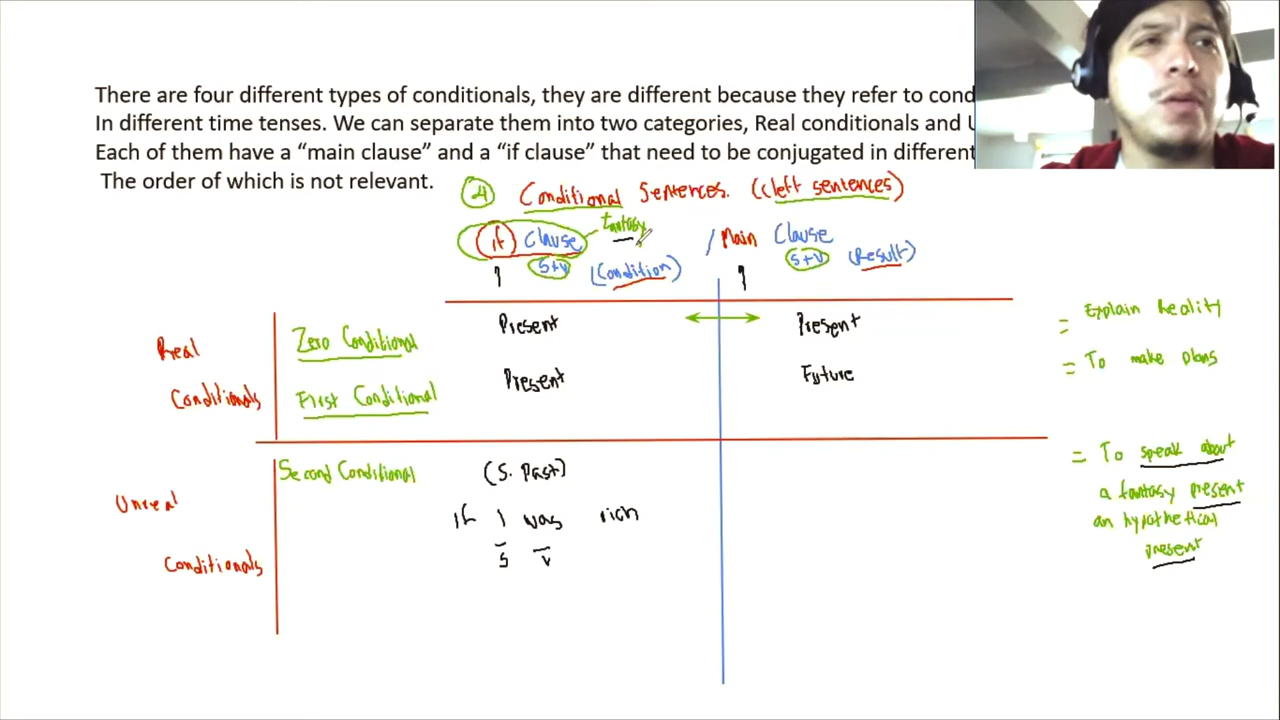 There are four different types of conditionals, they are different because they refer to cond
In different time tenses. We can separate them into two categories, Real conditionals and U
Each of them have a “main clause” and a “if clause” that need to be conjugated in different
The order of which is not relevant.
4 Conditional Sentences. (cleft sentences)
if Clause fantasy / Main Clause
S+V (Condition) S+V (Result)
Real Zero Conditional Present Present = Explain Reality
Conditionals First Conditional Present Future = To make plans
Unreal Second Conditional (S. Past) = To speak about
a fantasy present
If I was rich an hypothetical
S V present
Conditionals